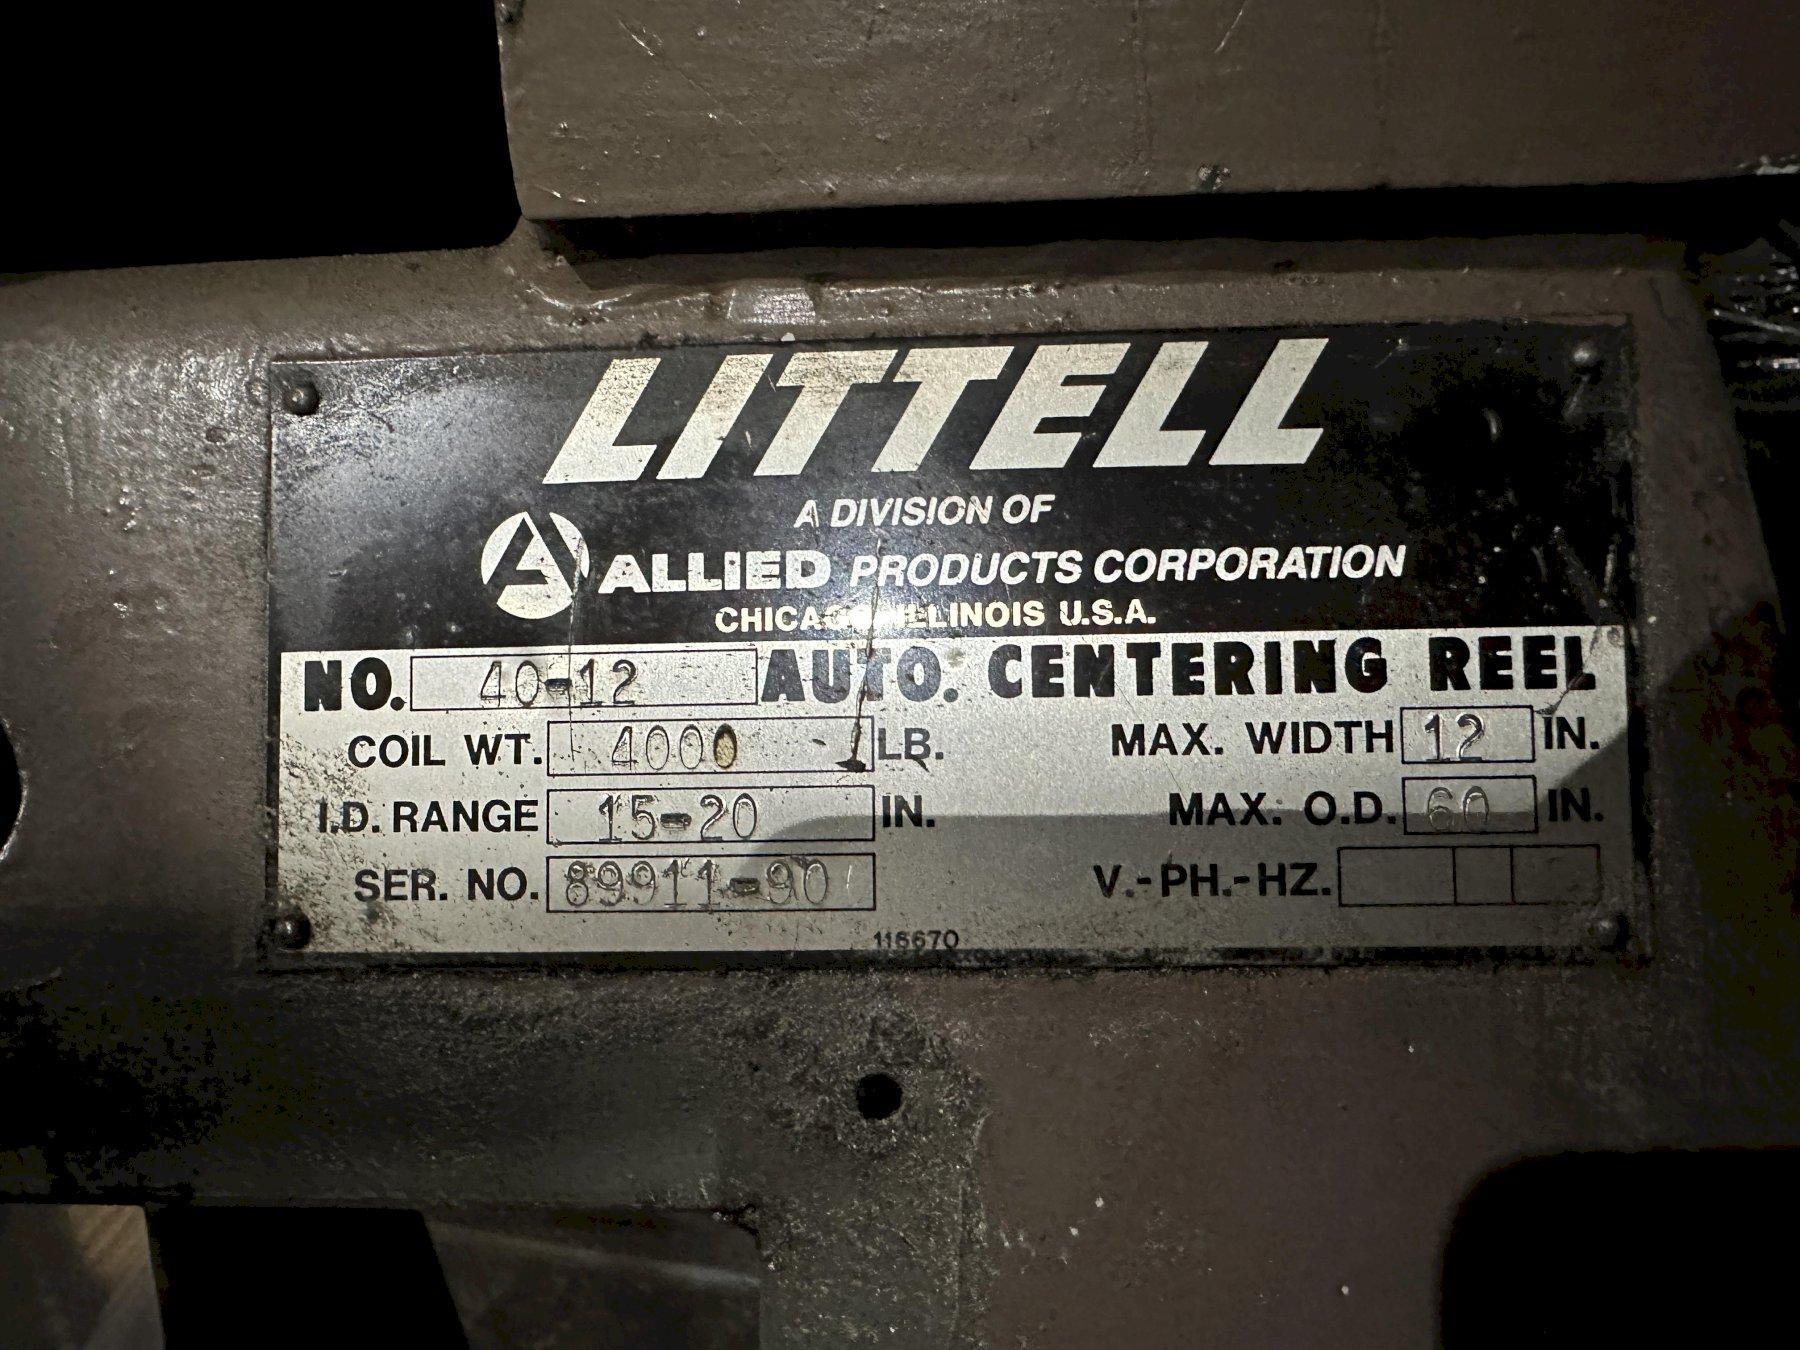 LITTELL
A DIVISION OF
ALLIED PRODUCTS CORPORATION
CHICAGO, ILLINOIS U.S.A.
NO. 40-12 AUTO. CENTERING REEL
COIL WT. 4000 LB. MAX. WIDTH 12 IN.
I.D. RANGE 15-20 IN. MAX. O.D. 60 IN.
SER. NO. 89911-90 V.-PH.-HZ.
116670